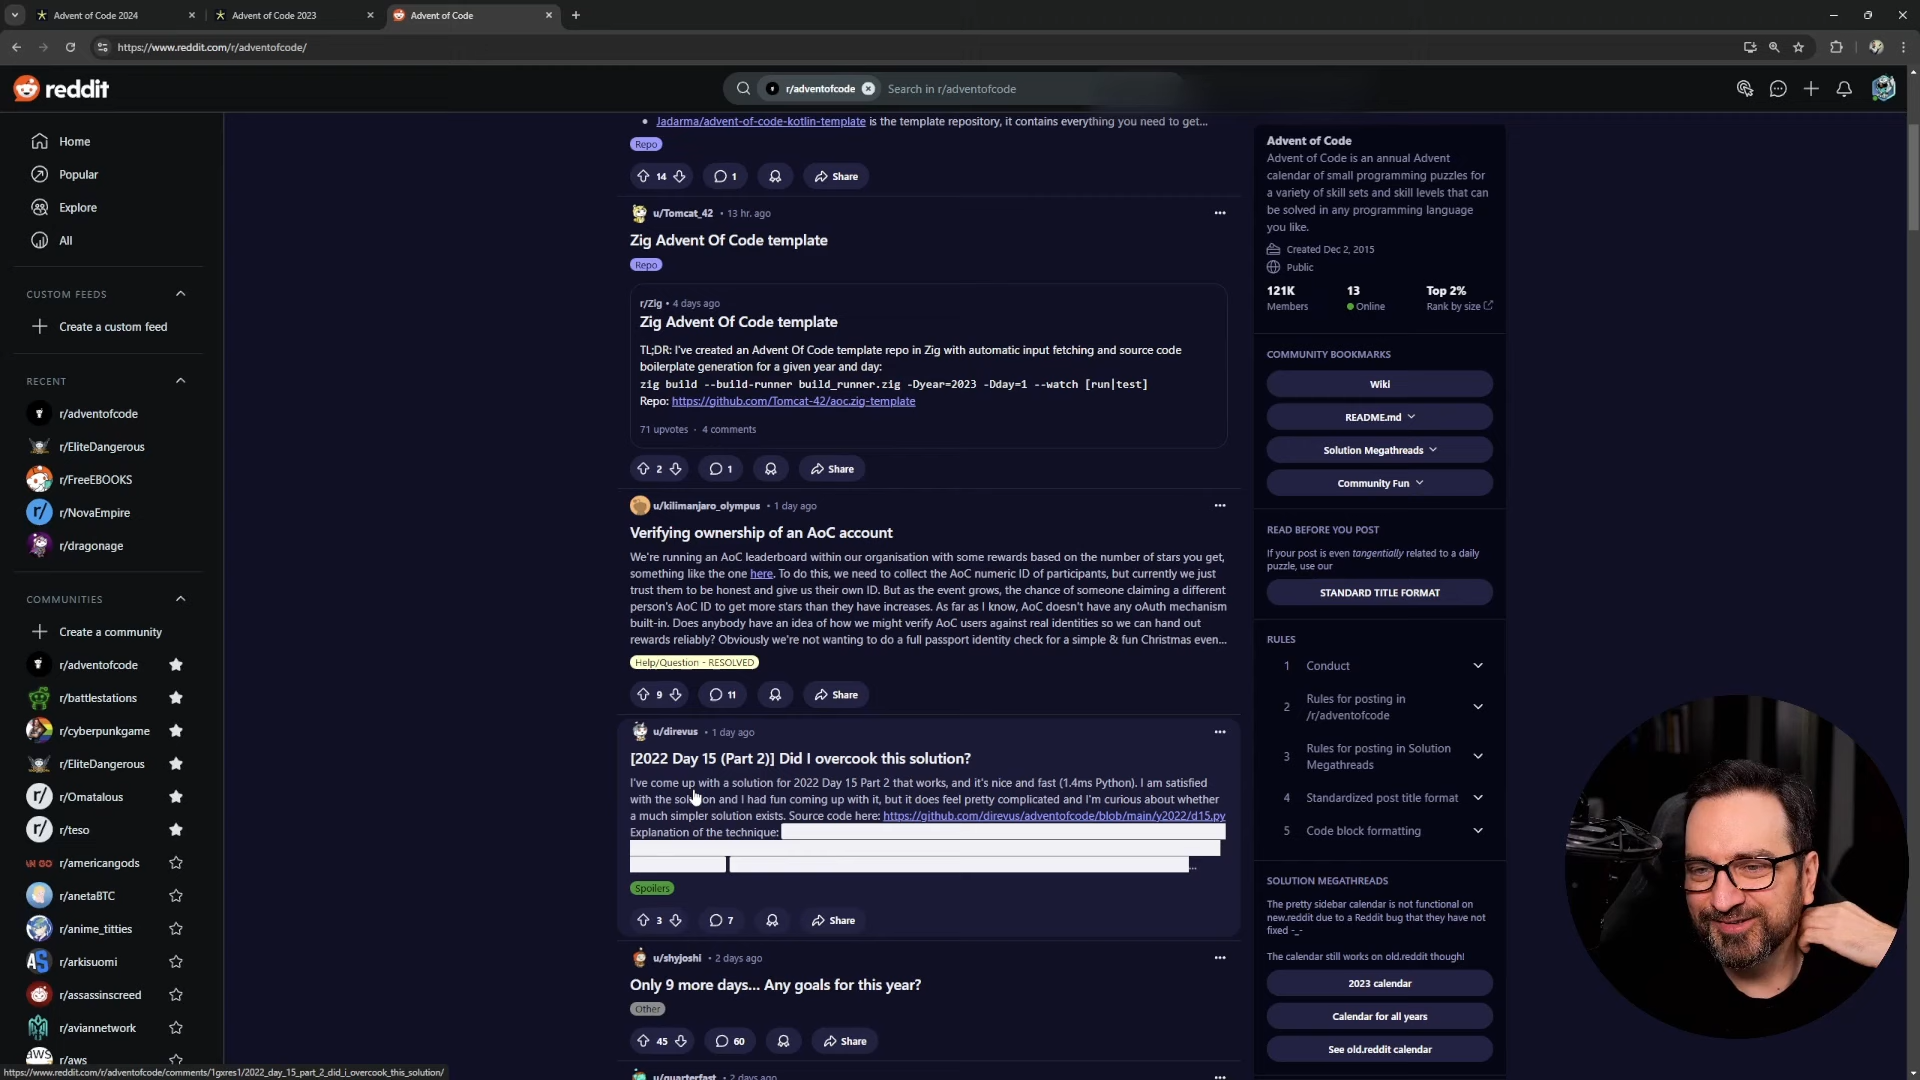 Advent of Code 2024
Advent of Code 2023
Advent of Code
https://www.reddit.com/r/adventofcode/
reddit
r/adventofcode
Search in r/adventofcode
Home
Popular
Explore
All
CUSTOM FEEDS
Create a custom feed
RECENT
r/adventofcode
r/EliteDangerous
r/FreeEBOOKS
r/NovaEmpire
r/dragonage
COMMUNITIES
Create a community
r/adventofcode
r/battlestations
r/cyberpunkgame
r/EliteDangerous
r/Omatalous
r/teso
r/americangods
r/anetaBTC
r/anime_titties
r/arkisuomi
r/assassinscreed
r/aviannetwork
r/aws
https://www.reddit.com/r/adventofcode/comments/1gxres1/2022_day_15_part_2_did_i_overcook_this_solution/
Jadarma/advent-of-code-kotlin-template is the template repository, it contains everything you need to get...
Repo
14
1
Share
u/Tomcat_42 • 13 hr. ago
Zig Advent Of Code template
Repo
r/Zig • 4 days ago
Zig Advent Of Code template
TL;DR: I've created an Advent Of Code template repo in Zig with automatic input fetching and source code
boilerplate generation for a given year and day:
zig build --build-runner build_runner.zig -Dyear=2023 -Dday=1 --watch [run|test]
Repo: https://github.com/Tomcat-42/aoc.zig-template
71 upvotes · 4 comments
2
1
Share
u/kilimanjaro_olympus • 1 day ago
Verifying ownership of an AoC account
We're running an AoC leaderboard within our organisation with some rewards based on the number of stars you get,
something like the one here. To do this, we need to collect the AoC numeric ID of participants, but currently we just
trust them to be honest and give us their own ID. But as the event grows, the chance of someone claiming a different
person's AoC ID to get more stars than they have increases. As far as I know, AoC doesn't have any oAuth mechanism
built-in. Does anybody have an idea of how we might verify AoC users against real identities so we can hand out
rewards reliably? Obviously we're not wanting to do a full passport identity check for a simple & fun Christmas even...
Help/Question - RESOLVED
9
11
Share
u/direvus • 1 day ago
[2022 Day 15 (Part 2)] Did I overcook this solution?
I've come up with a solution for 2022 Day 15 Part 2 that works, and it's nice and fast (1.4ms Python). I am satisfied
with the solution and I had fun coming up with it, but it does feel pretty complicated and I'm curious about whether
a much simpler solution exists. Source code here: https://github.com/direvus/adventofcode/blob/main/y2022/d15.py
Explanation of the technique:
...
Spoilers
3
7
Share
u/shyjoshi • 2 days ago
Only 9 more days... Any goals for this year?
Other
45
60
Share
u/quarterfast • 2 days ago
Advent of Code
Advent of Code is an annual Advent
calendar of small programming puzzles for
a variety of skill sets and skill levels that can
be solved in any programming language
you like.
Created Dec 2, 2015
Public
121K
13
Top 2%
Members
Online
Rank by size
COMMUNITY BOOKMARKS
Wiki
README.md
Solution Megathreads
Community Fun
READ BEFORE YOU POST
If your post is even tangentially related to a daily
puzzle, use our
STANDARD TITLE FORMAT
RULES
1 Conduct
2 Rules for posting in
/r/adventofcode
3 Rules for posting in Solution
Megathreads
4 Standardized post title format
5 Code block formatting
SOLUTION MEGATHREADS
The pretty sidebar calendar is not functional on
new.reddit due to a Reddit bug that they have not
fixed -_-
The calendar still works on old.reddit though!
2023 calendar
Calendar for all years
See old.reddit calendar